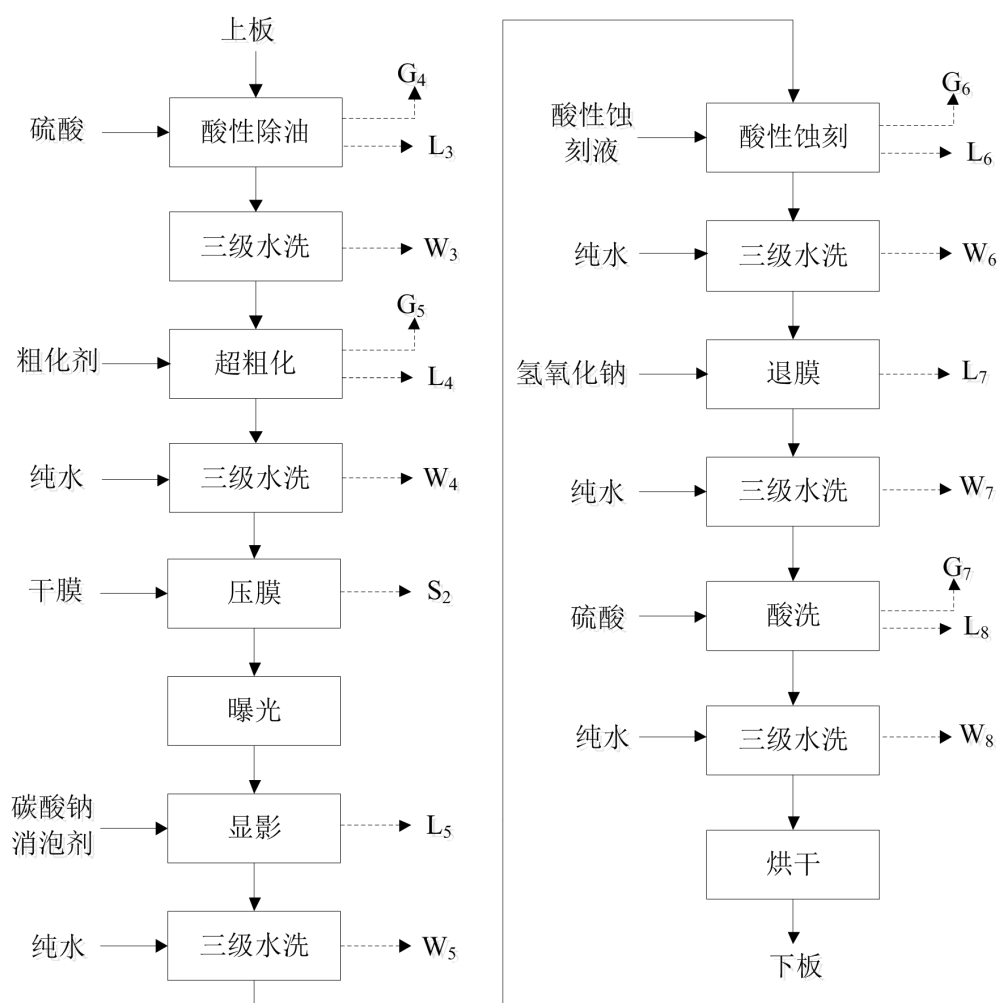 上板
G4
硫酸
酸性除油
L3
三级水洗
W3
G5
粗化剂
超粗化
L4
纯水
三级水洗
W4
干膜
压膜
S2
曝光
碳酸钠
消泡剂
显影
L5
纯水
三级水洗
W5
G6
酸性蚀
刻液
酸性蚀刻
L6
纯水
三级水洗
W6
氢氧化钠
退膜
L7
纯水
三级水洗
W7
G7
硫酸
酸洗
L8
纯水
三级水洗
W8
烘干
下板